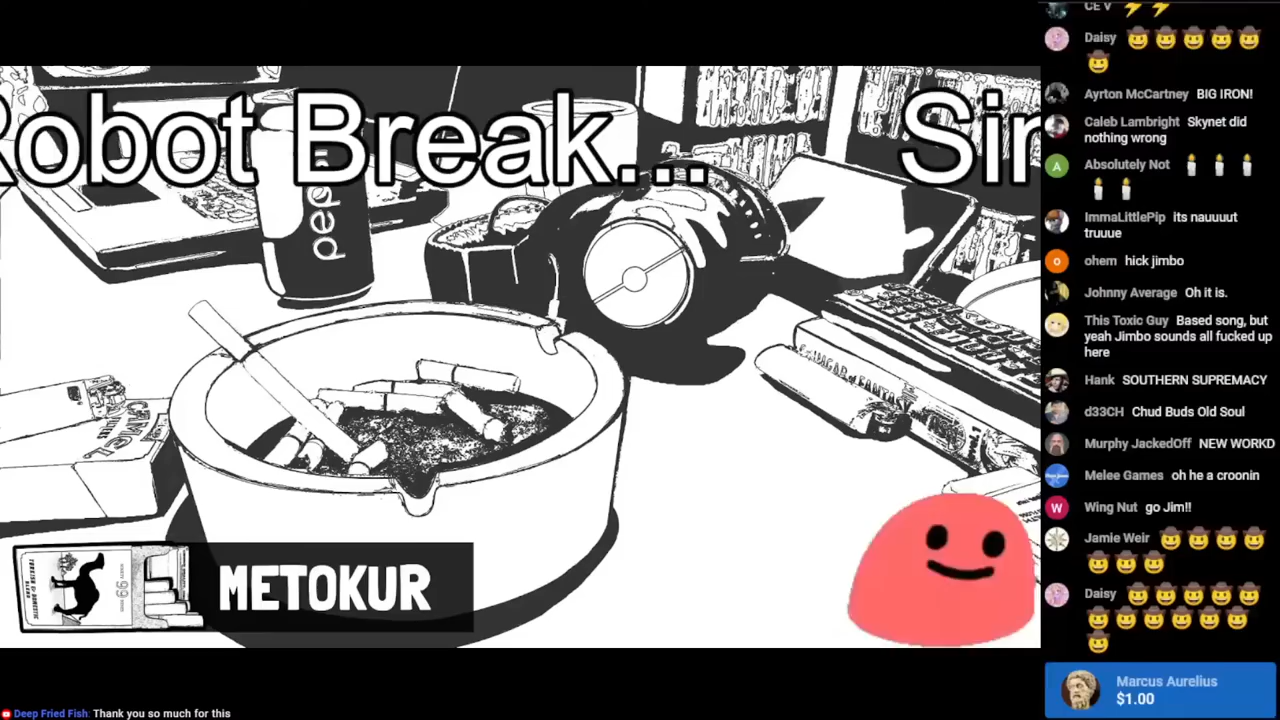 Robot Break... Sin
pep
CAMEL
METOKUR
99
CE V ⚡⚡
Daisy 🤠🤠🤠🤠🤠
🤠
Ayrton McCartney BIG IRON!
Caleb Lambright Skynet did
nothing wrong
A
Absolutely Not 🕯🕯🕯
🕯🕯
ImmaLittlePip its nauuuut
truuue
o
ohem hick jimbo
Johnny Average Oh it is.
This Toxic Guy Based song, but
yeah Jimbo sounds all fucked up
here
Hank SOUTHERN SUPREMACY
d33CH Chud Buds Old Soul
Murphy JackedOff NEW WORKD
Melee Games oh he a croonin
W
Wing Nut go Jim!!
Jamie Weir 🤠🤠🤠🤠
🤠🤠🤠
Daisy 🤠🤠🤠🤠🤠
🤠🤠🤠🤠🤠🤠
🤠
Marcus Aurelius
$1.00
Deep Fried Fish: Thank you so much for this